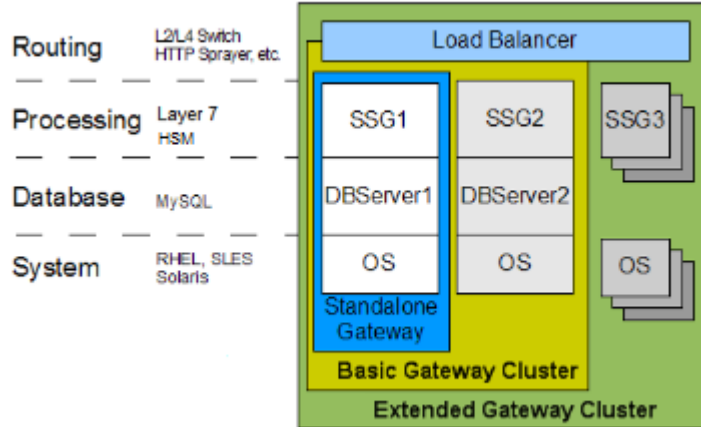 Routing
L2/L4 Switch
HTTP Sprayer, etc.
Load Balancer
Processing
Layer 7
HSM
SSG1
SSG2
SSG3
Database
MySQL
DBServer1
DBServer2
System
RHEL, SLES
Solaris
OS
OS
OS
Standalone
Gateway
Basic Gateway Cluster
Extended Gateway Cluster